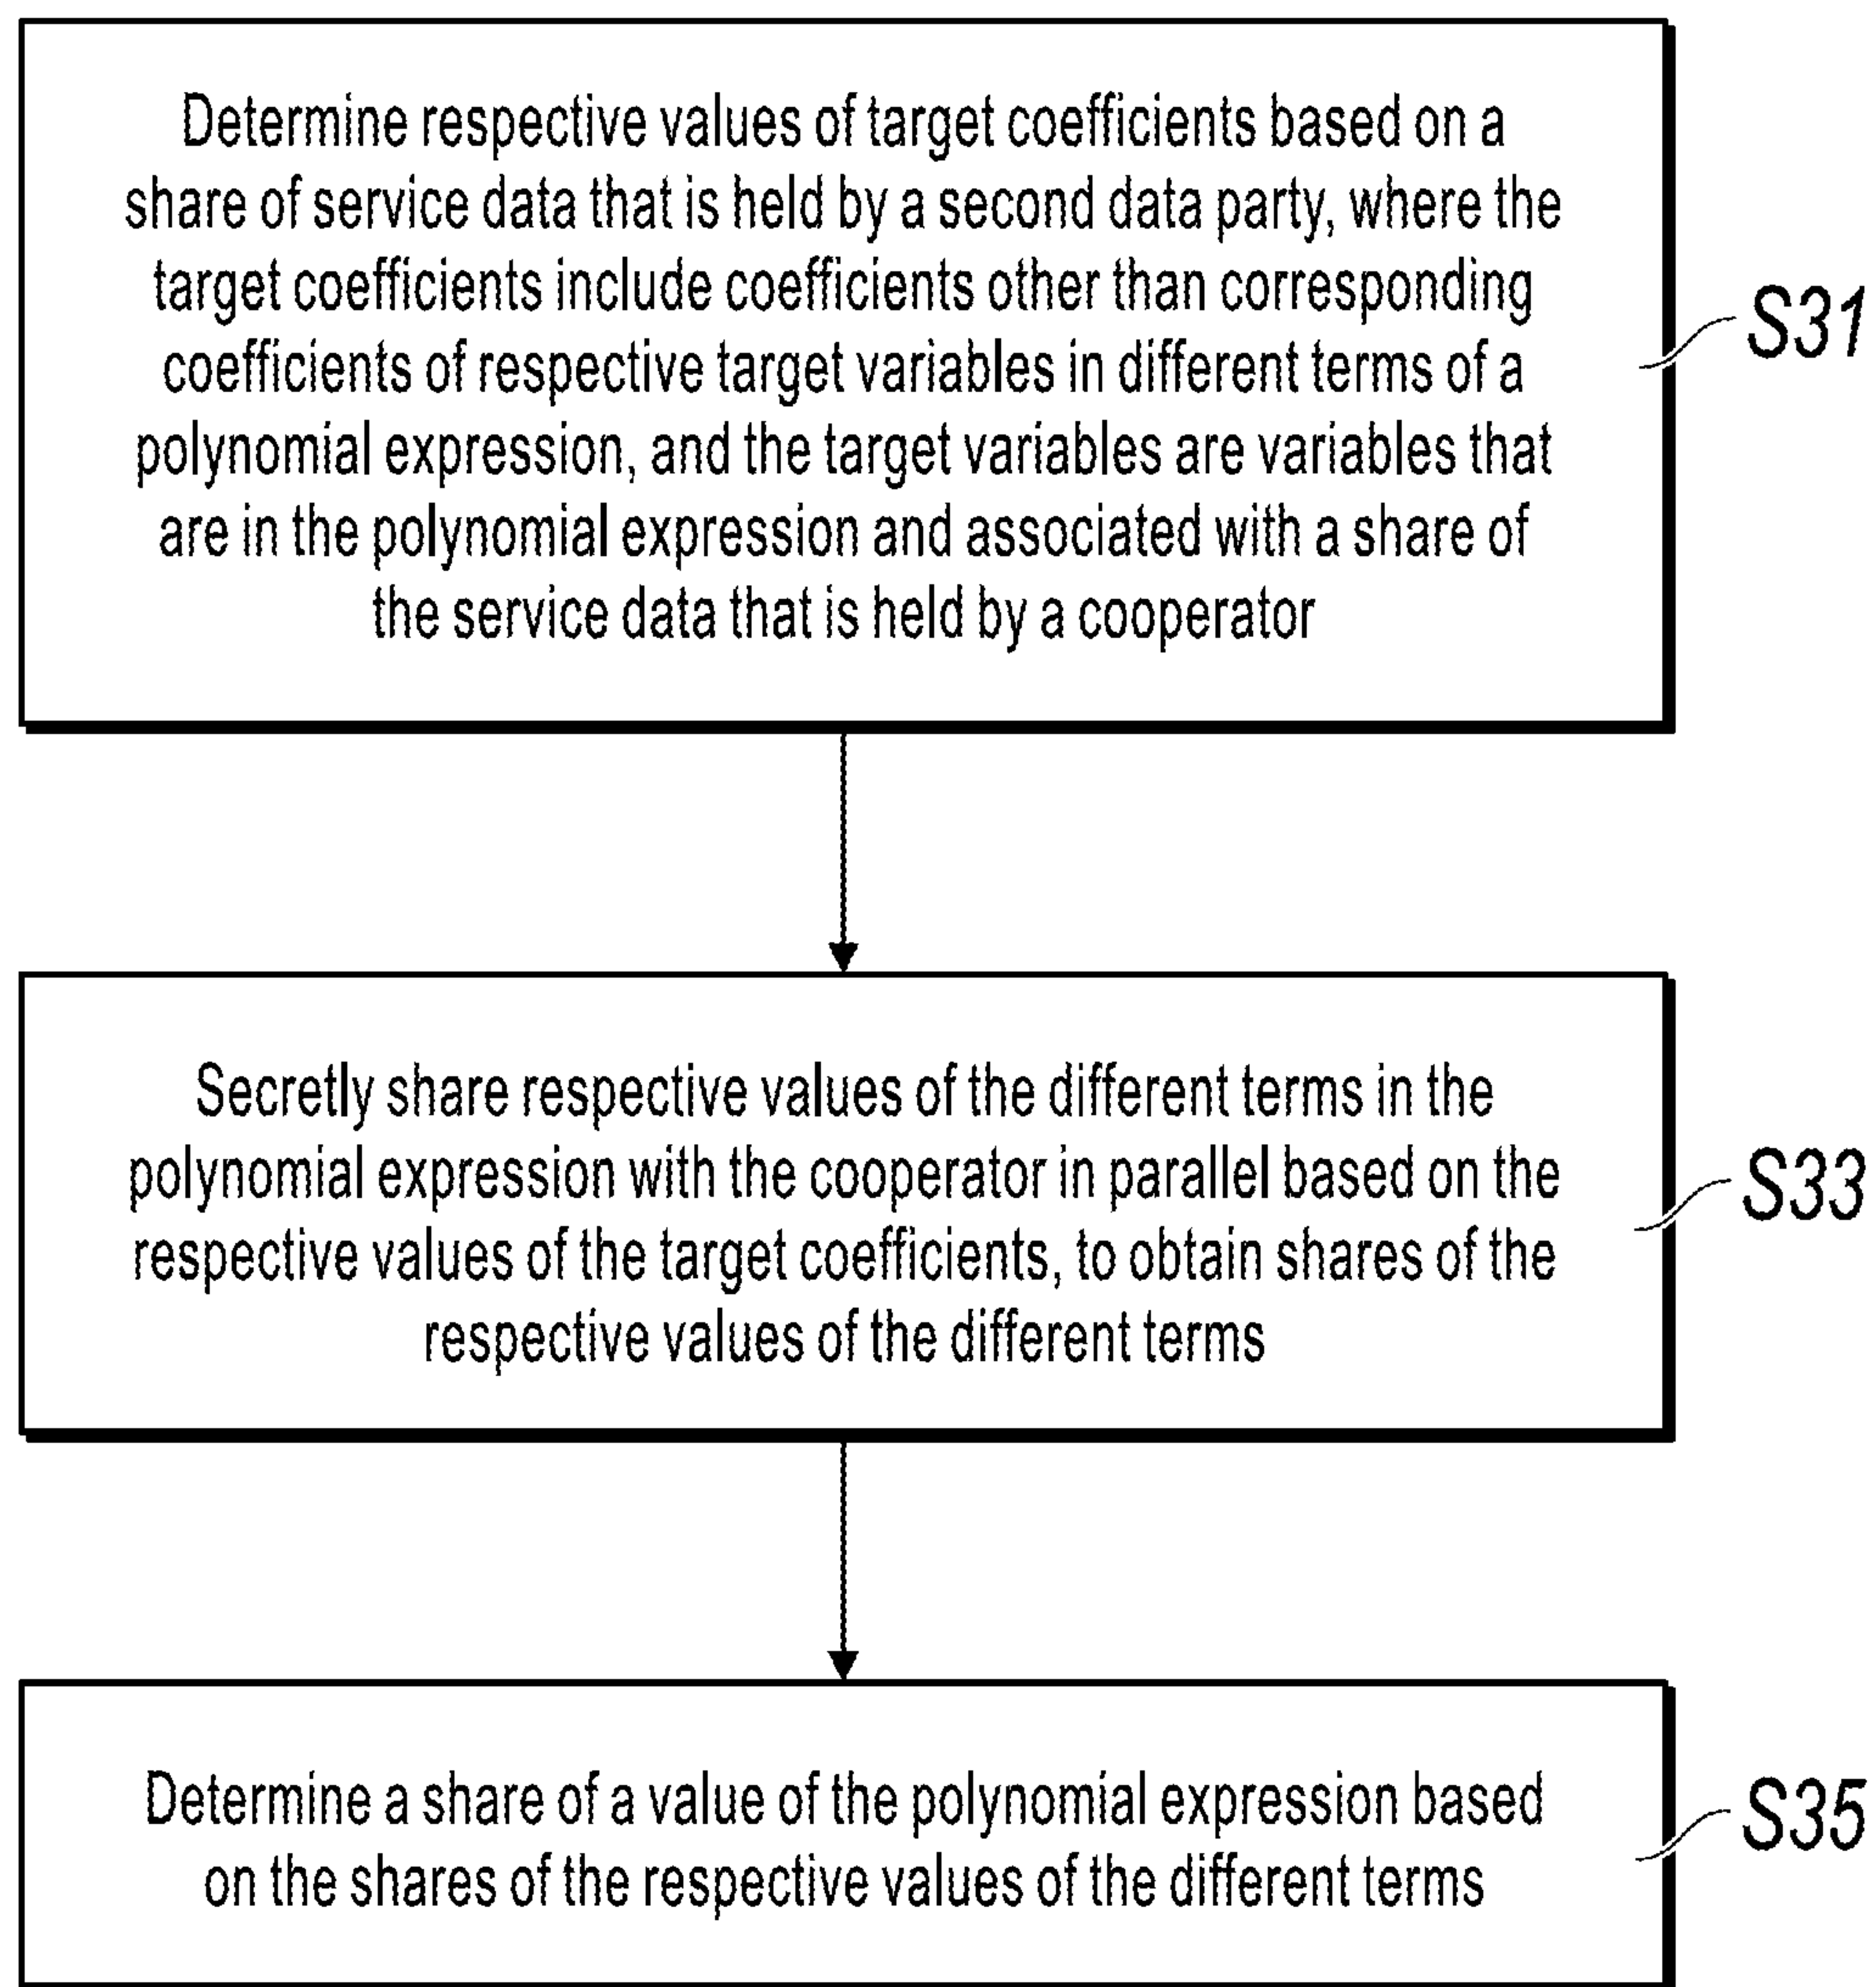 Determine respective values of target coefficients based on a
share of service data that is held by a second data party, where the
target coefficients include coefficients other than corresponding
coefficients of respective target variables in different terms of a
polynomial expression, and the target variables are variables that
are in the polynomial expression and associated with a share of
the service data that is held by a cooperator
S31
Secretly share respective values of the different terms in the
polynomial expression with the cooperator in parallel based on the
respective values of the target coefficients, to obtain shares of the
respective values of the different terms
S33
Determine a share of a value of the polynomial expression based
on the shares of the respective values of the different terms
S35